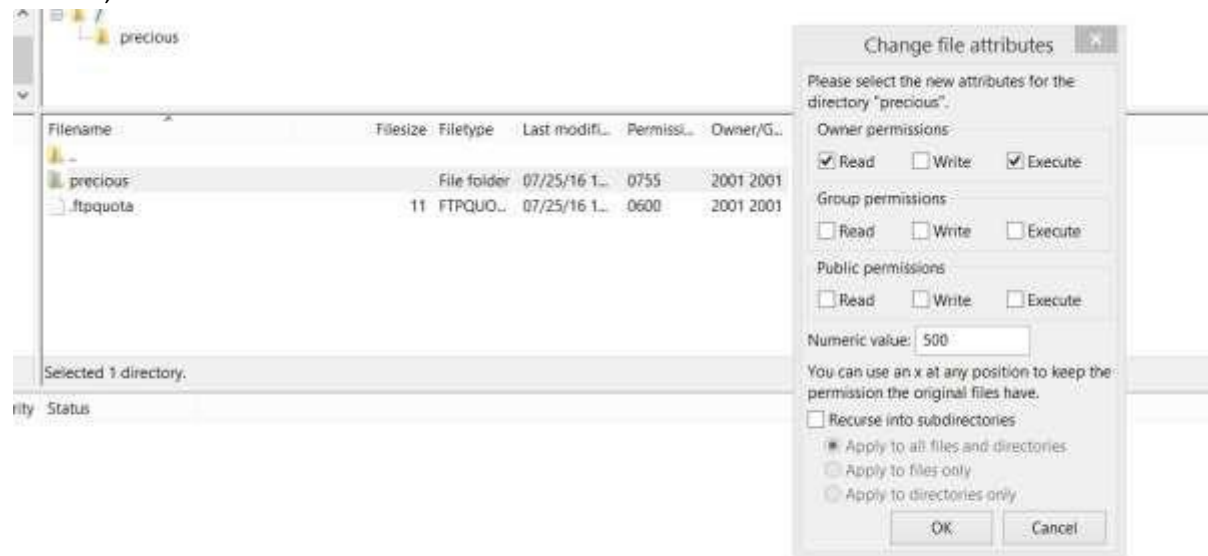 /
precious
Filename Filesize Filetype Last modifi... Permissi... Owner/G...
..
precious File folder 07/25/16 1... 0755 2001 2001
.ftpquota 11 FTPQUO... 07/25/16 1... 0600 2001 2001
Selected 1 directory.
Status
Change file attributes
Please select the new attributes for the
directory "precious".
Owner permissions
Read Write Execute
Group permissions
Read Write Execute
Public permissions
Read Write Execute
Numeric value: 500
You can use an x at any position to keep the
permission the original files have.
Recurse into subdirectories
Apply to all files and directories
Apply to files only
Apply to directories only
OK Cancel